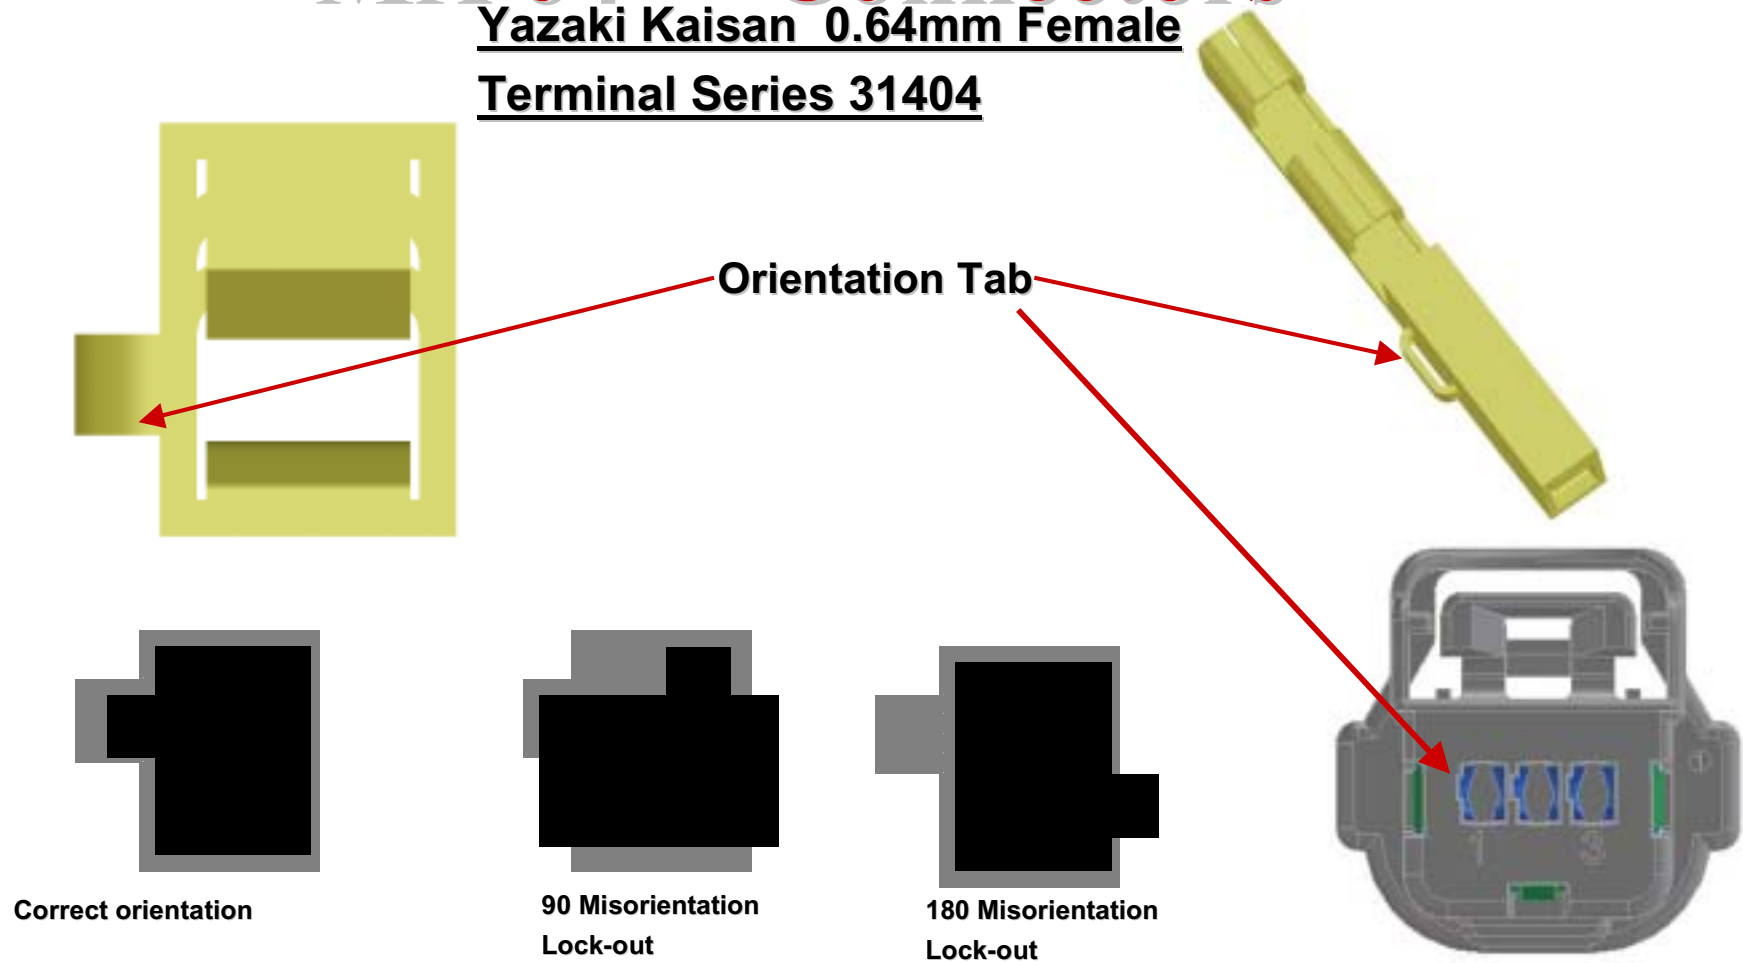 Connectors
Yazaki Kaisan 0.64mm Female
Terminal Series 31404
Orientation Tab
1 3
Correct orientation
90 Misorientation
Lock-out
180 Misorientation
Lock-out